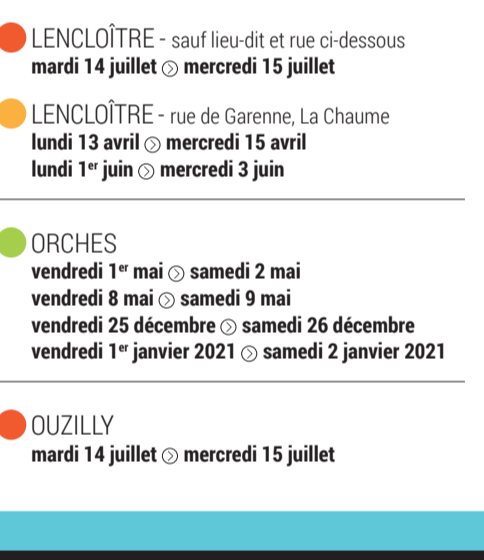 LENCLOÎTRE - sauf lieu-dit et rue ci-dessous
mardi 14 juillet > mercredi 15 juillet
LENCLOÎTRE - rue de Garenne, La Chaume
lundi 13 avril > mercredi 15 avril
lundi 1er juin > mercredi 3 juin
ORCHES
vendredi 1er mai > samedi 2 mai
vendredi 8 mai > samedi 9 mai
vendredi 25 décembre > samedi 26 décembre
vendredi 1er janvier 2021 > samedi 2 janvier 2021
OUZILLY
mardi 14 juillet > mercredi 15 juillet